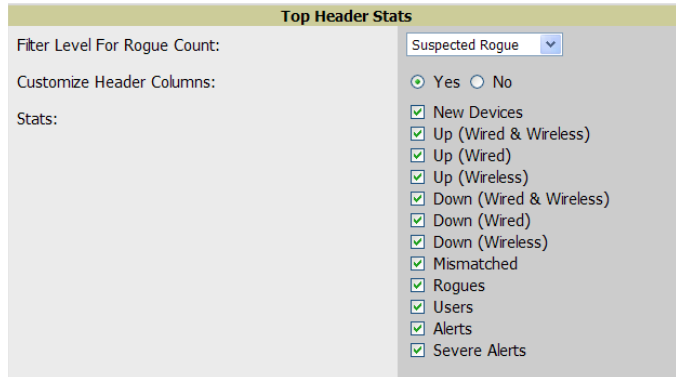 Top Header Stats
Filter Level For Rogue Count: Suspected Rogue
Customize Header Columns: Yes No
Stats: New Devices
Up (Wired & Wireless)
Up (Wired)
Up (Wireless)
Down (Wired & Wireless)
Down (Wired)
Down (Wireless)
Mismatched
Rogues
Users
Alerts
Severe Alerts